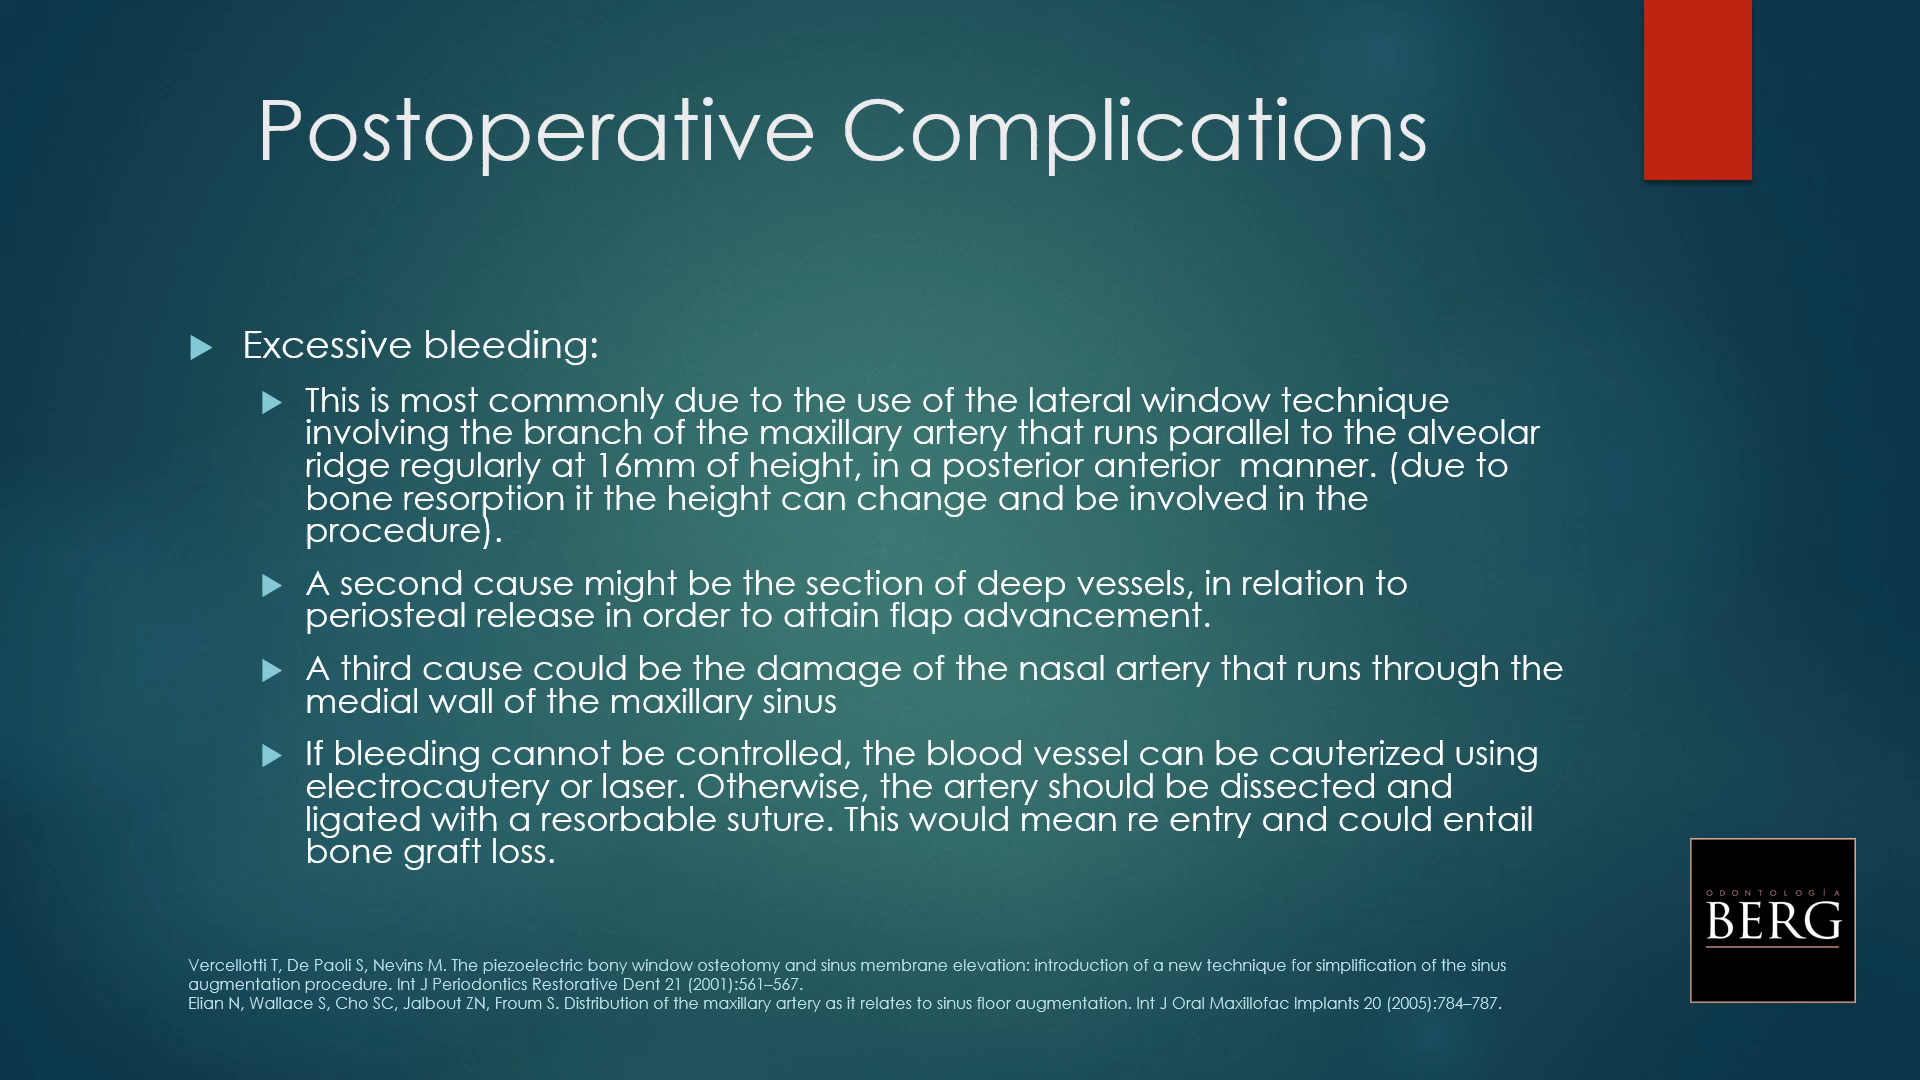 Postoperative Complications
Excessive bleeding:
This is most commonly due to the use of the lateral window technique
involving the branch of the maxillary artery that runs parallel to the alveolar
ridge regularly at 16mm of height, in a posterior anterior  manner. (due to
bone resorption it the height can change and be involved in the
procedure).
A second cause might be the section of deep vessels, in relation to
periosteal release in order to attain flap advancement.
A third cause could be the damage of the nasal artery that runs through the
medial wall of the maxillary sinus
If bleeding cannot be controlled, the blood vessel can be cauterized using
electrocautery or laser. Otherwise, the artery should be dissected and
ligated with a resorbable suture. This would mean re entry and could entail
bone graft loss.
Vercellotti T, De Paoli S, Nevins M. The piezoelectric bony window osteotomy and sinus membrane elevation: introduction of a new technique for simplification of the sinus
augmentation procedure. Int J Periodontics Restorative Dent 21 (2001):561–567.
Elian N, Wallace S, Cho SC, Jalbout ZN, Froum S. Distribution of the maxillary artery as it relates to sinus floor augmentation. Int J Oral Maxillofac Implants 20 (2005):784–787.
ODONTOLOGÍA
BERG